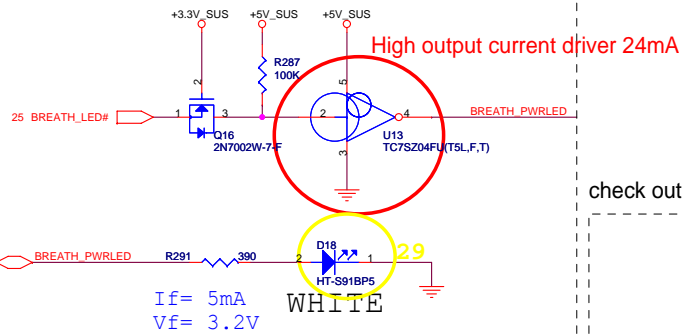 +3.3V_SUS
+5V_SUS
+5V_SUS
High output current driver 24mA
R287
100K
2
5
25 BREATH_LED#
1
3
2
4
BREATH_PWRLED
Q16
2N7002W-7-F
U13
TC7SZ04FU(T5L,F,T)
3
check out
BREATH_PWRLED
R291
390
2
D18
1
29
HT-S91BP5
If= 5mA
WHITE
Vf= 3.2V